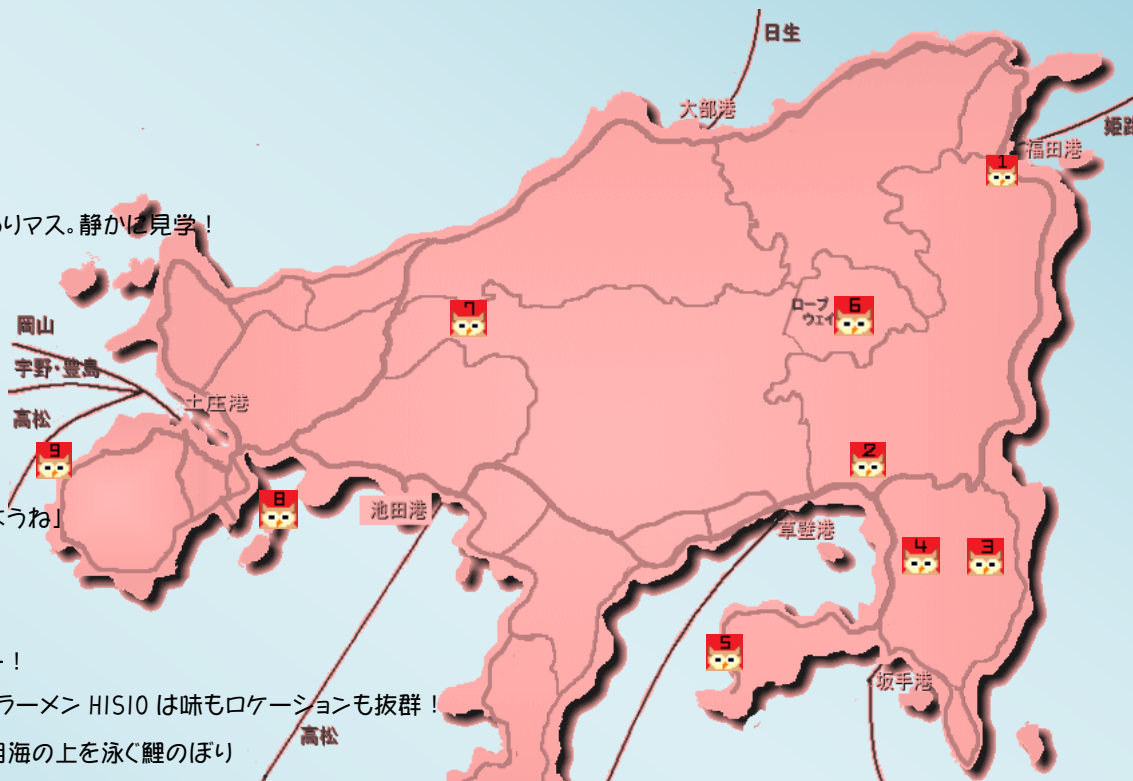 日生
大部港
姫路
福田港
1
りマス。静かに見学！
7
ロープ
ウェイ
6
岡山
宇野・豊島
土庄港
高松
9
2
8
池田港
ようね」
草壁港
4
3
5
！
ラーメン HISIO は味もロケーションも抜群！
坂手港
高松
海の上を泳ぐ鯉のぼり